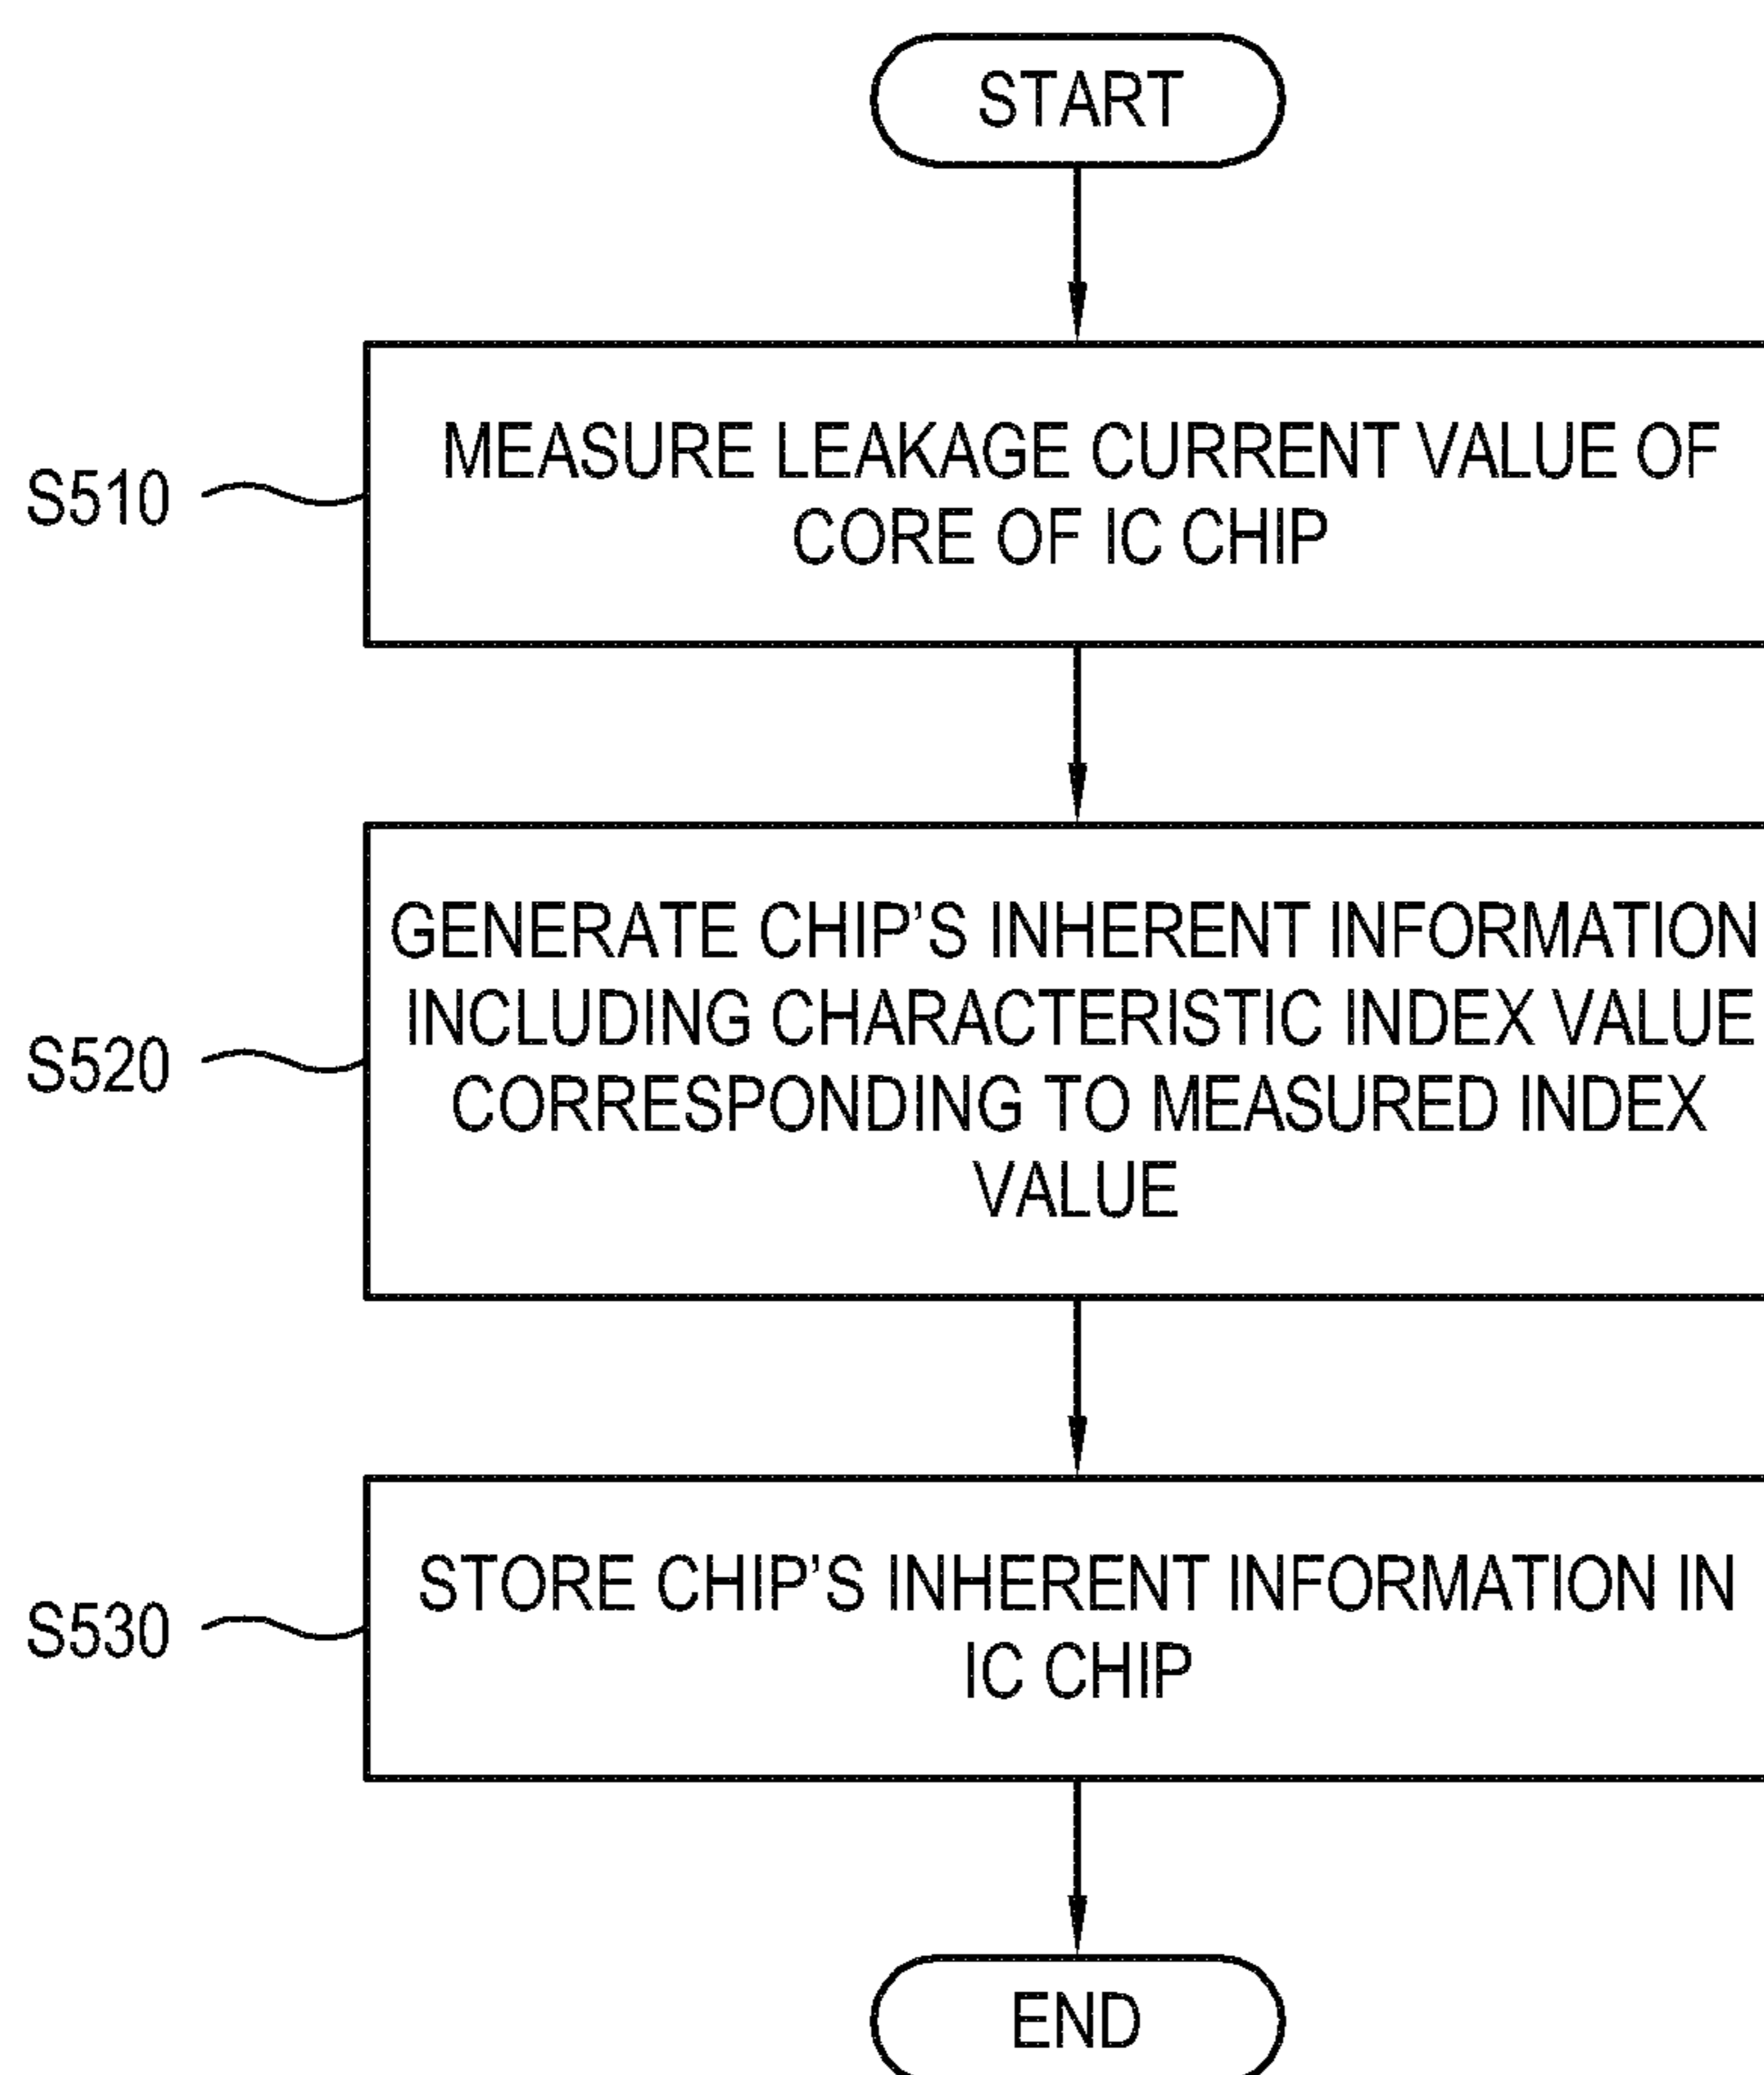 START
S510
MEASURE LEAKAGE CURRENT VALUE OF
CORE OF IC CHIP
S520
GENERATE CHIP'S INHERENT INFORMATION
INCLUDING CHARACTERISTIC INDEX VALUE
CORRESPONDING TO MEASURED INDEX
VALUE
S530
STORE CHIP'S INHERENT INFORMATION IN
IC CHIP
END